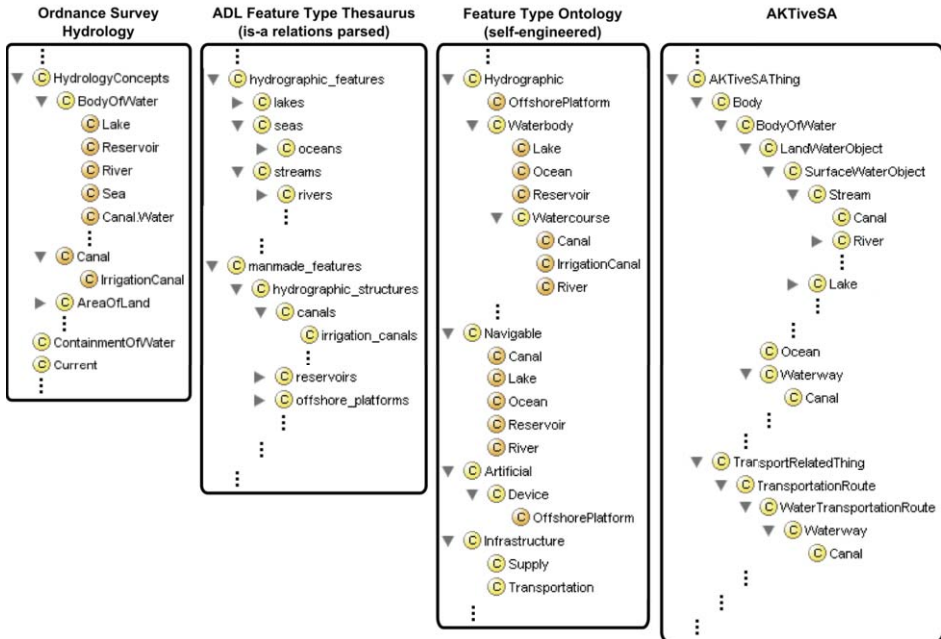 Ordnance Survey
Hydrology
HydrologyConcepts
BodyOfWater
Lake
Reservoir
River
Sea
Canal.Water
Canal
IrrigationCanal
AreaOfLand
ContainmentOfWater
Current
ADL Feature Type Thesaurus
(is-a relations parsed)
hydrographic_features
lakes
seas
oceans
streams
rivers
manmade_features
hydrographic_structures
canals
irrigation_canals
reservoirs
offshore_platforms
Feature Type Ontology
(self-engineered)
Hydrographic
OffshorePlatform
Waterbody
Lake
Ocean
Reservoir
Watercourse
Canal
IrrigationCanal
River
Navigable
Canal
Lake
Ocean
Reservoir
River
Artificial
Device
OffshorePlatform
Infrastructure
Supply
Transportation
AKTiveSA
AKTiveSAThing
Body
BodyOfWater
LandWaterObject
SurfaceWaterObject
Stream
Canal
River
Lake
Ocean
Waterway
Canal
TransportRelatedThing
TransportationRoute
WaterTransportationRoute
Waterway
Canal